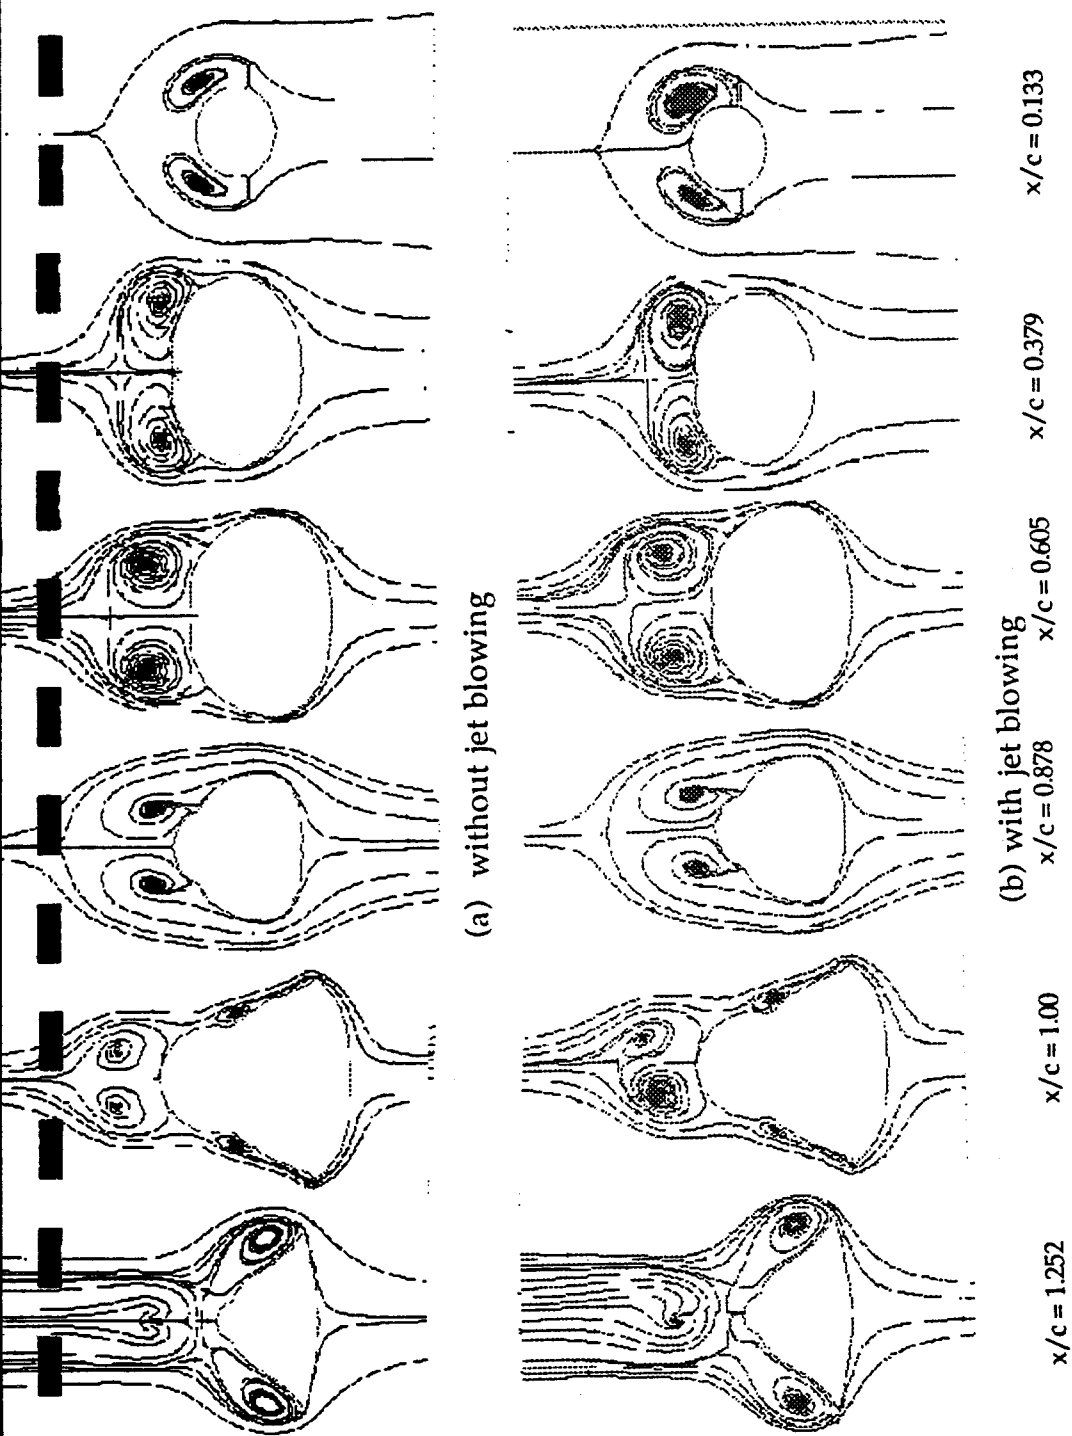 (a) without jet blowing
(b) with jet blowing
x/c = 0.133
x/c = 0.379
x/c = 0.605
x/c = 0.878
x/c = 1.00
x/c = 1.252